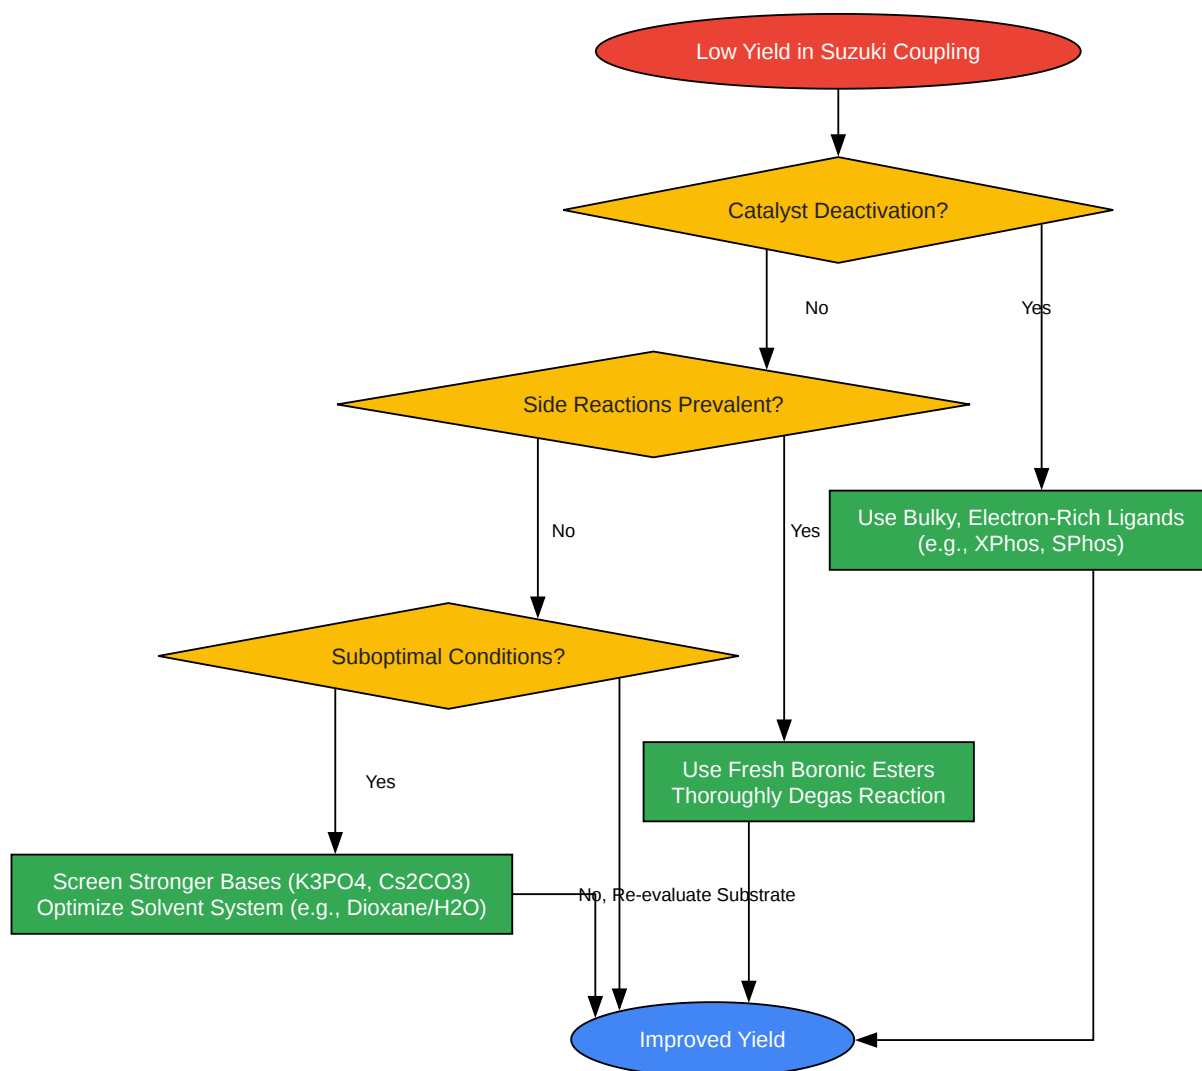 Low Yield in Suzuki Coupling
Catalyst Deactivation?
No
Yes
Side Reactions Prevalent?
Use Bulky, Electron-Rich Ligands
(e.g., XPhos, SPhos)
No
Yes
Suboptimal Conditions?
Use Fresh Boronic Esters
Thoroughly Degas Reaction
Yes
Screen Stronger Bases (K3PO4, Cs2CO3)
Optimize Solvent System (e.g., Dioxane/H2O)
No, Re-evaluate Substrate
Improved Yield